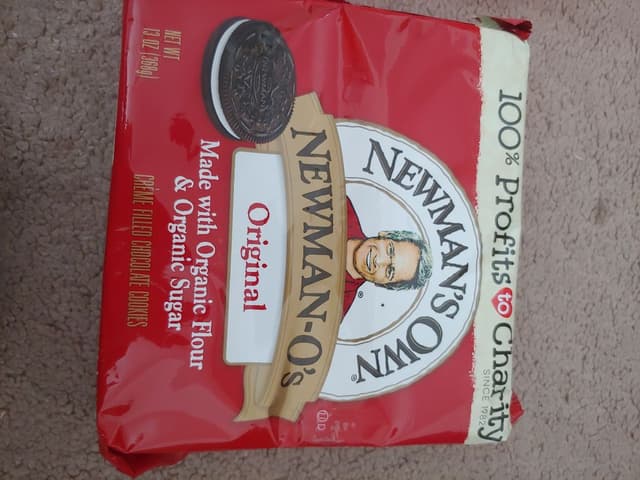 100% Profits to Charity
SINCE 1982
NEWMAN'S OWN
®
®
NEWMAN-O's
Original
Made with Organic Flour
& Organic Sugar
CRÈME FILLED CHOCOLATE COOKIES
NET WT
13 OZ (368g)